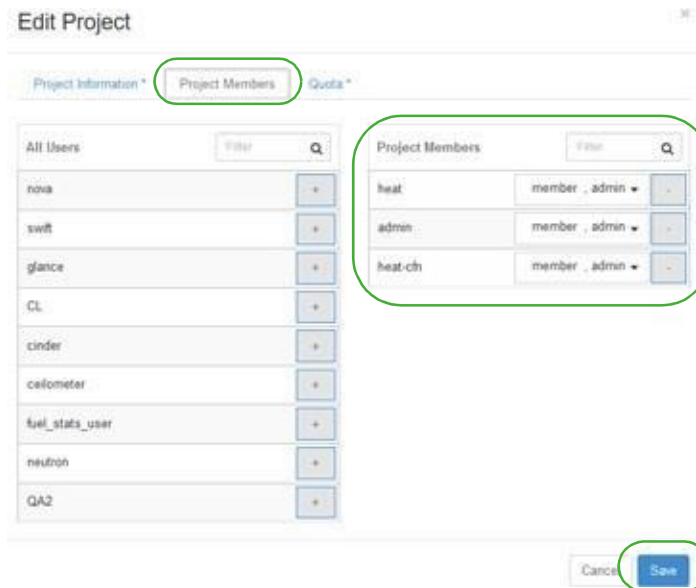 Edit Project
×
Project Information * Project Members Quota *
All Users Filter
nova +
swift +
glance +
CL +
cinder +
ceilometer +
fuel_stats_user +
neutron +
QA2 +
Project Members Filter
heat member , admin -
admin member , admin -
heat-cfn member , admin -
Cancel Save